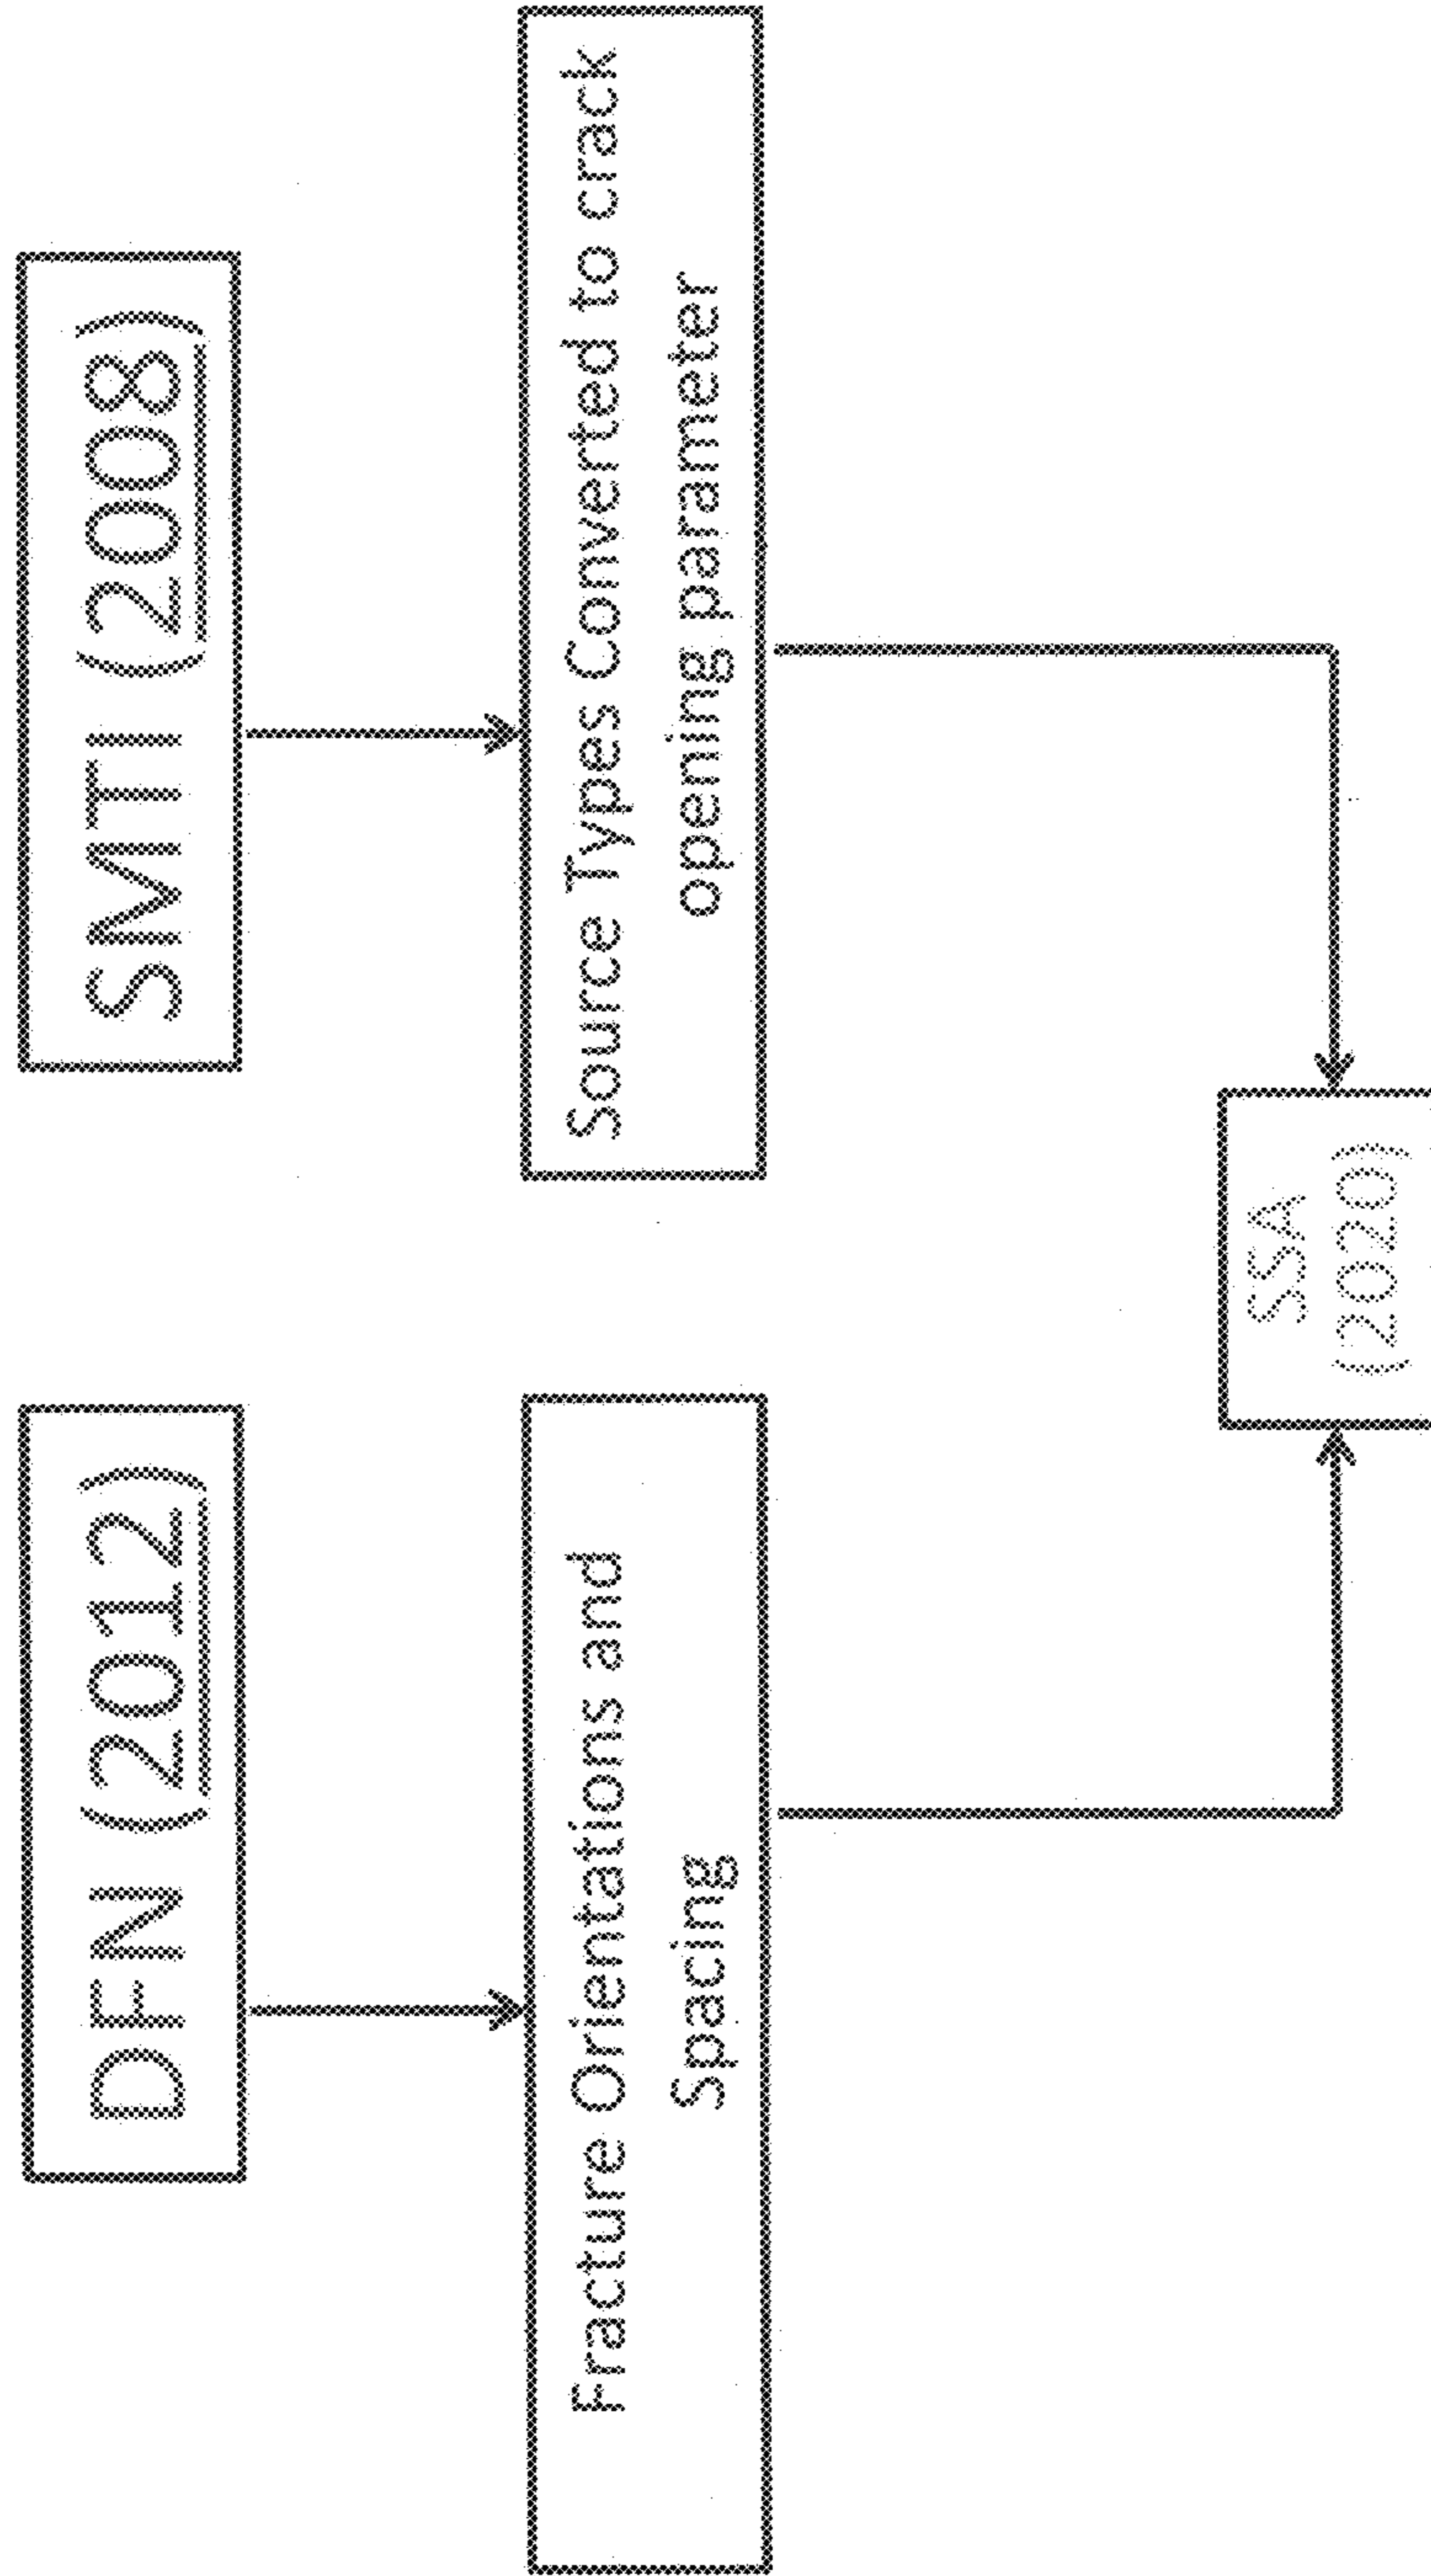 DFN (2012)
Fracture Orientations and
Spacing
SMTI (2008)
Source Types Converted to crack
opening parameter
SSA
(2020)